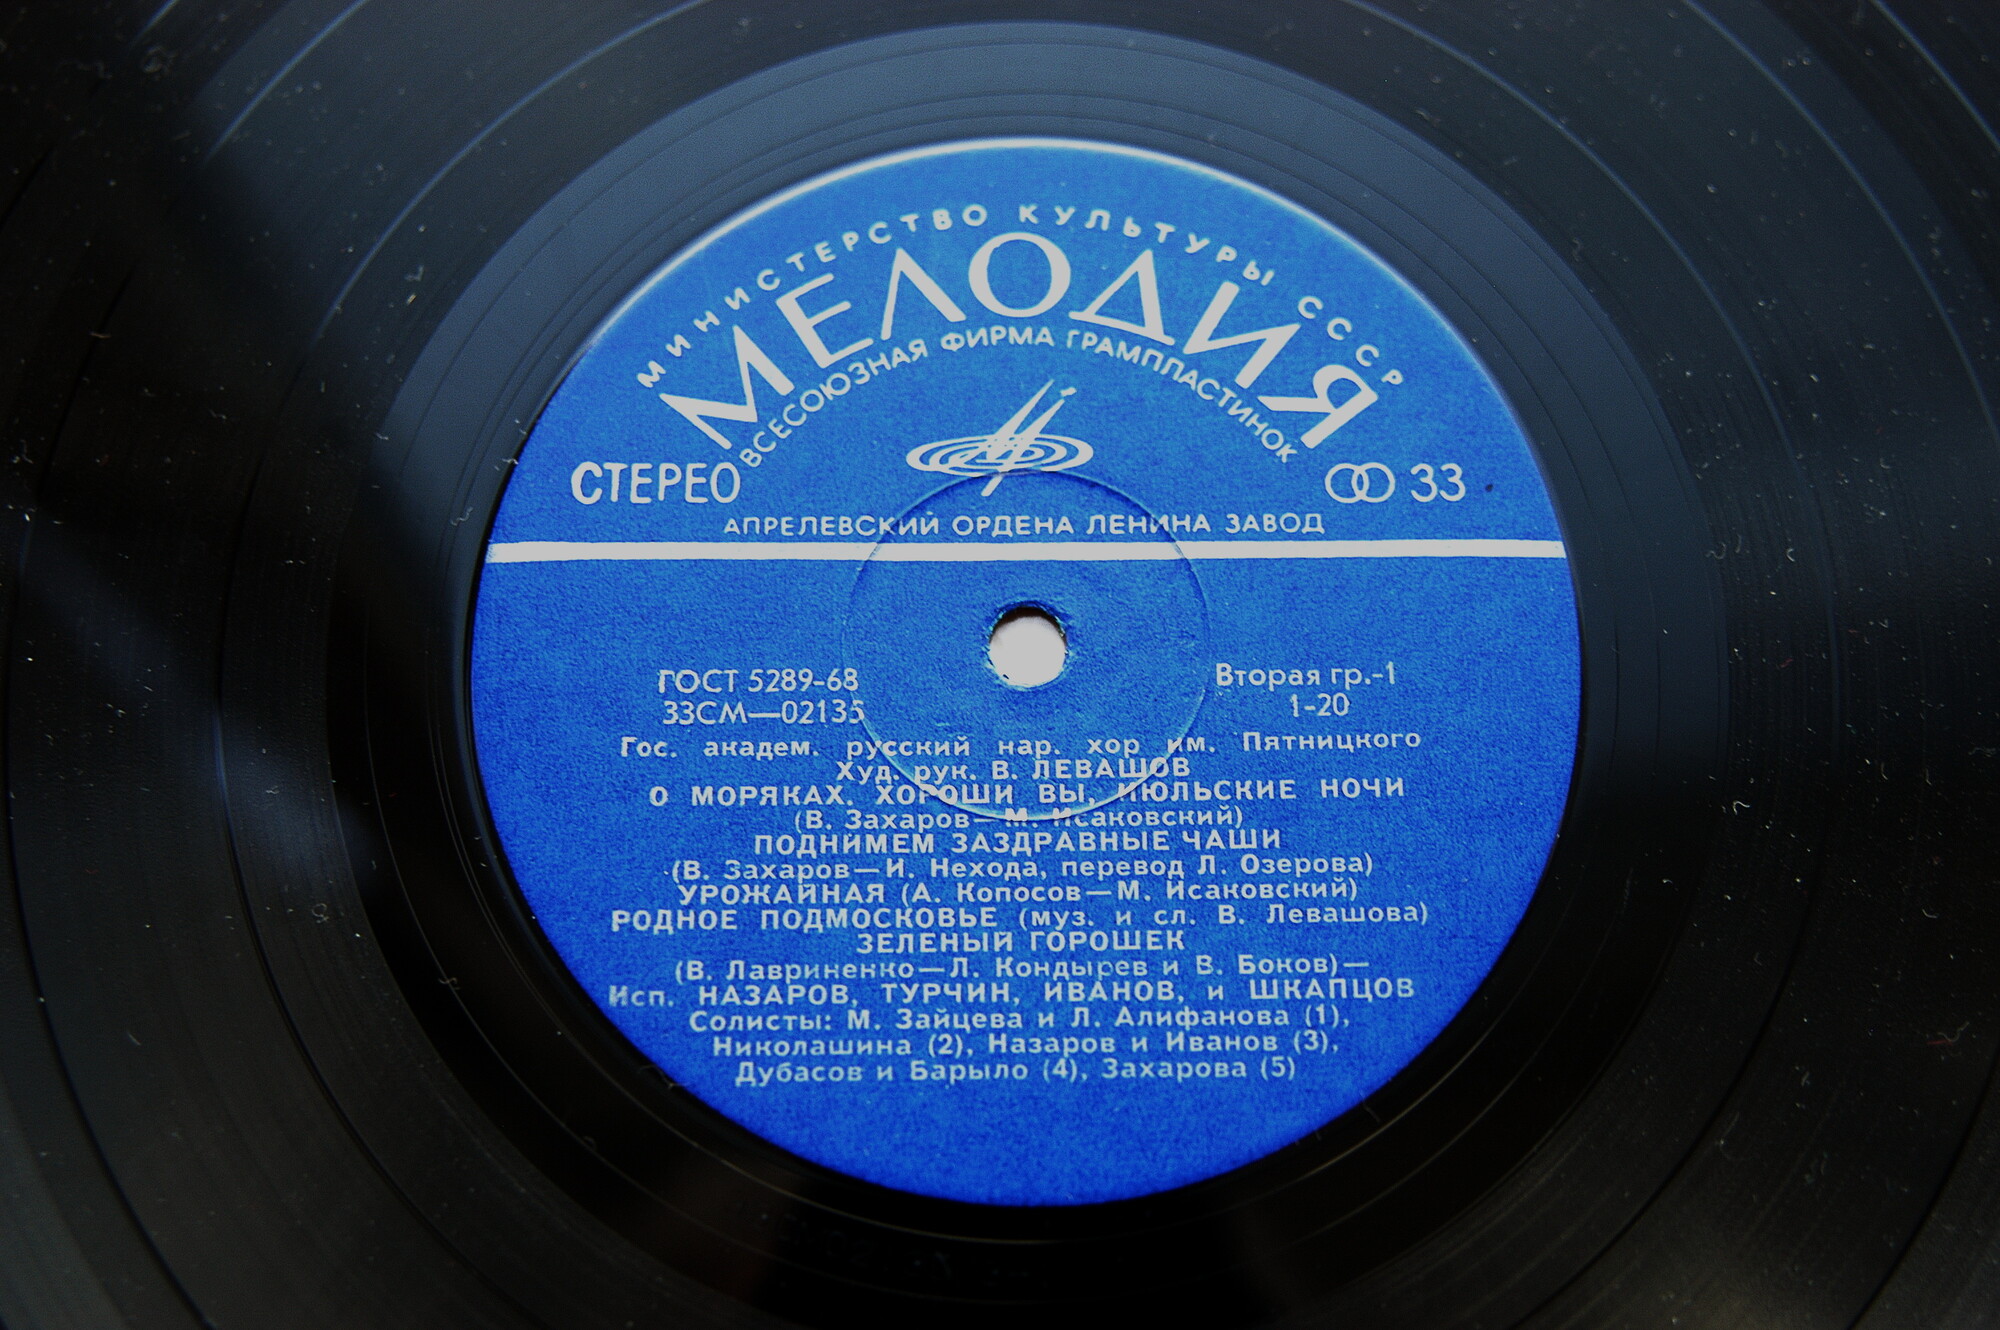 МИНИСТЕРСТВО КУЛЬТУРЫ СССР
МЕЛОДИЯ
ВСЕСОЮЗНАЯ ФИРМА ГРАМПЛАСТИНОК
СТЕРЕО
33
АПРЕЛЕВСКИЙ ОРДЕНА ЛЕНИНА ЗАВОД
ГОСТ 5289-68
Вторая гр.-1
33СМ—02135
1-20
Гос. академ. русский нар. хор им. Пятницкого
Худ. рук. В. ЛЕВАШОВ
О МОРЯКАХ. ХОРОШИ ВЫ, ИЮЛЬСКИЕ НОЧИ
(В. Захаров—М. Исаковский)
ПОДНИМЕМ ЗАЗДРАВНЫЕ ЧАШИ
(В. Захаров—И. Нехода, перевод Л. Озерова)
УРОЖАЙНАЯ (А. Копосов—М. Исаковский)
РОДНОЕ ПОДМОСКОВЬЕ (муз. и сл. В. Левашова)
ЗЕЛЕНЫЙ ГОРОШЕК
(В. Лавриненко—Л. Кондырев и В. Боков)—
Исп. НАЗАРОВ, ТУРЧИН, ИВАНОВ, и ШКАПЦОВ
Солисты: М. Зайцева и Л. Алифанова (1),
Николашина (2), Назаров и Иванов (3),
Дубасов и Барыло (4), Захарова (5)